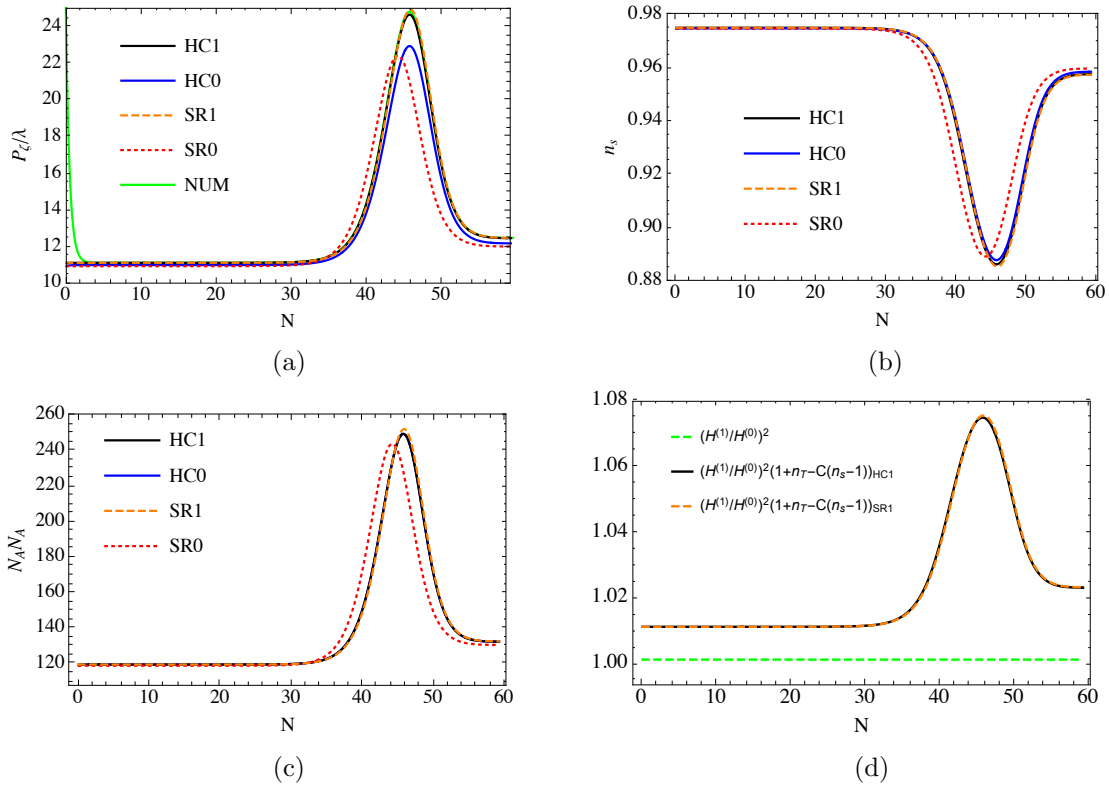 26
24
22
20
18
16
14
12
10
P_ζ/λ
HC1
HC0
SR1
SR0
NUM
0 10 20 30 40 50
N
(a)
0.98
0.96
0.94
0.92
0.90
0.88
n_s
HC1
HC0
SR1
SR0
0 10 20 30 40 50 60
N
(b)
260
240
220
200
180
160
140
120
N_A N_A
HC1
HC0
SR1
SR0
0 10 20 30 40 50 60
N
(c)
1.08
1.06
1.04
1.02
1.00
(H^(1)/H^(0))^2
(H^(1)/H^(0))^2(1+n_T−C(n_s−1))_HC1
(H^(1)/H^(0))^2(1+n_T−C(n_s−1))_SR1
0 10 20 30 40 50 60
N
(d)